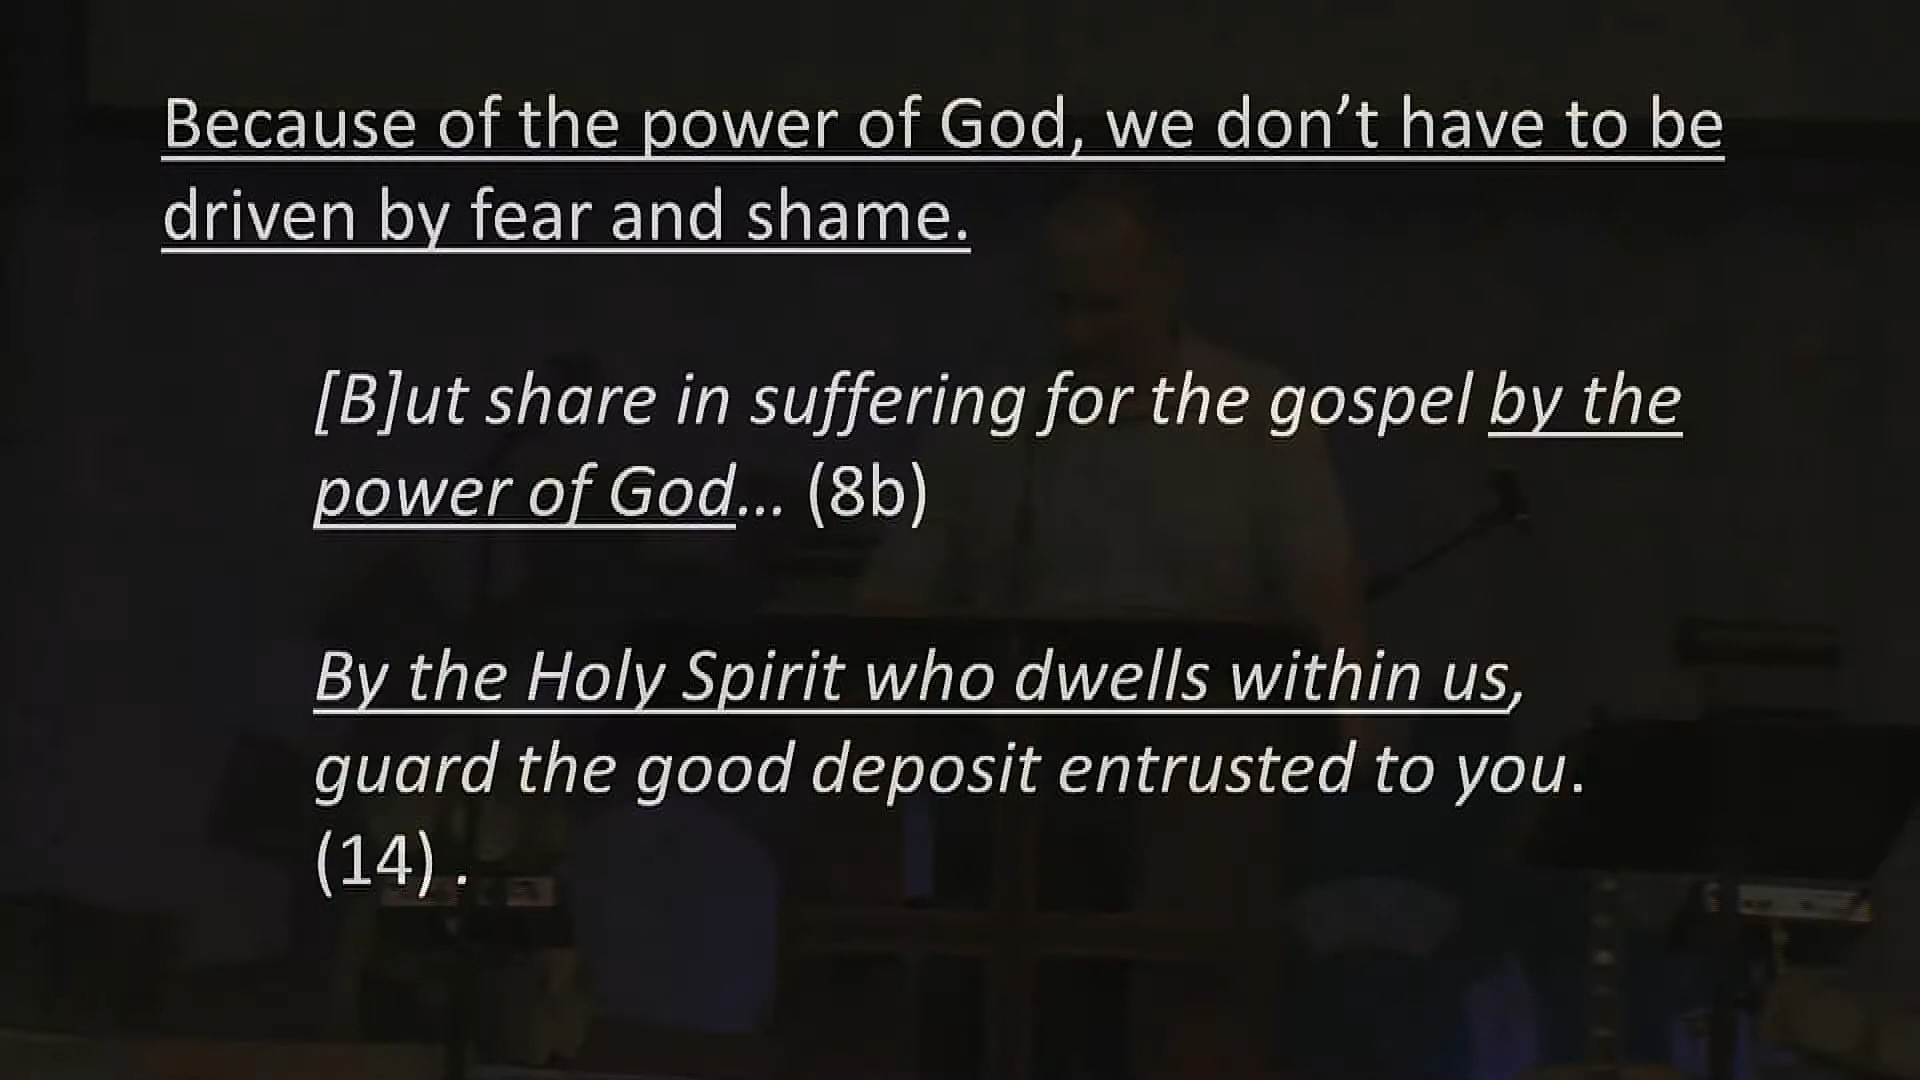 Because of the power of God, we don’t have to be
driven by fear and shame.
[B]ut share in suffering for the gospel by the
power of God... (8b)
By the Holy Spirit who dwells within us,
guard the good deposit entrusted to you.
(14) .